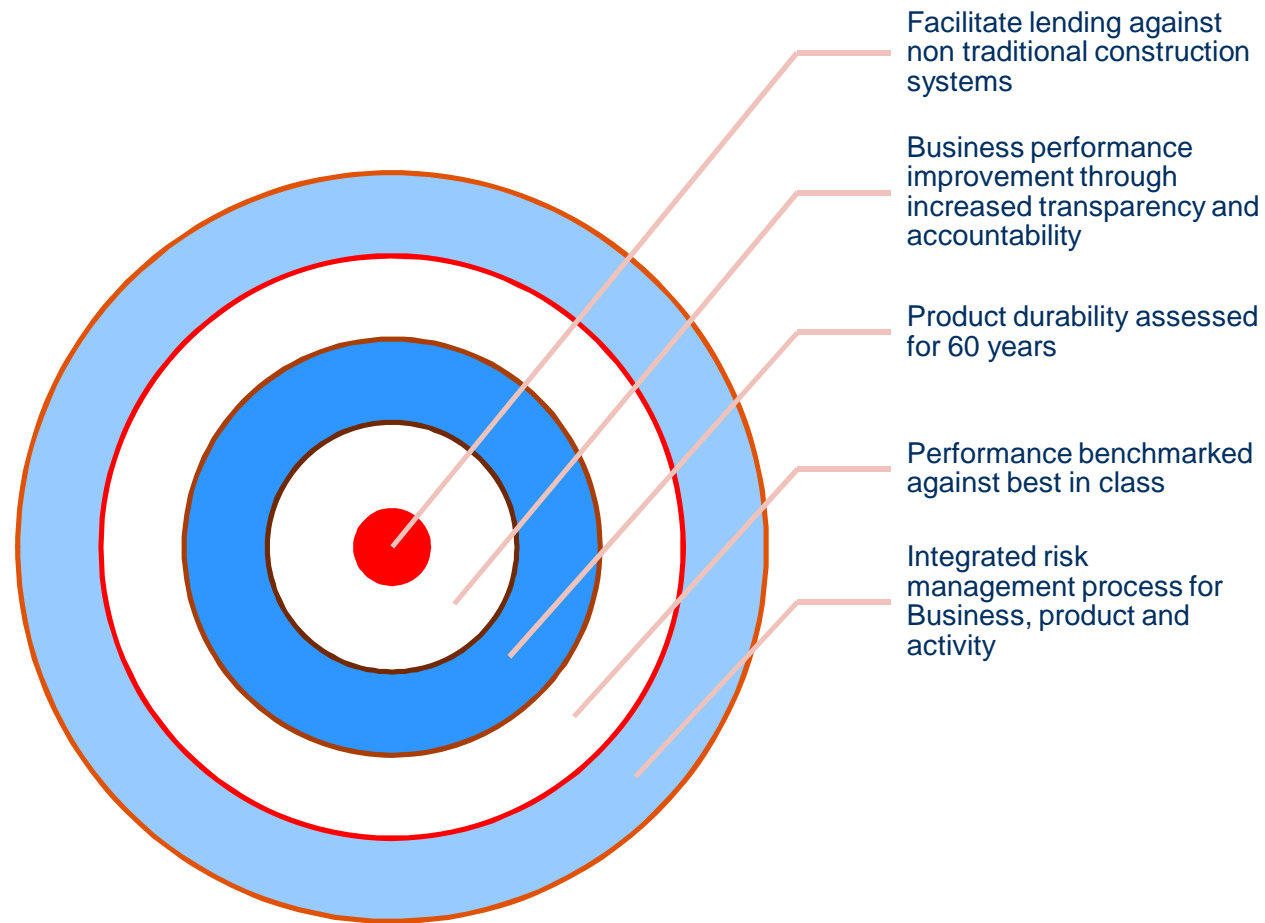 Facilitate lending against
non traditional construction
systems
Business performance
improvement through
increased transparency and
accountability
Product durability assessed
for 60 years
Performance benchmarked
against best in class
Integrated risk
management process for
Business, product and
activity